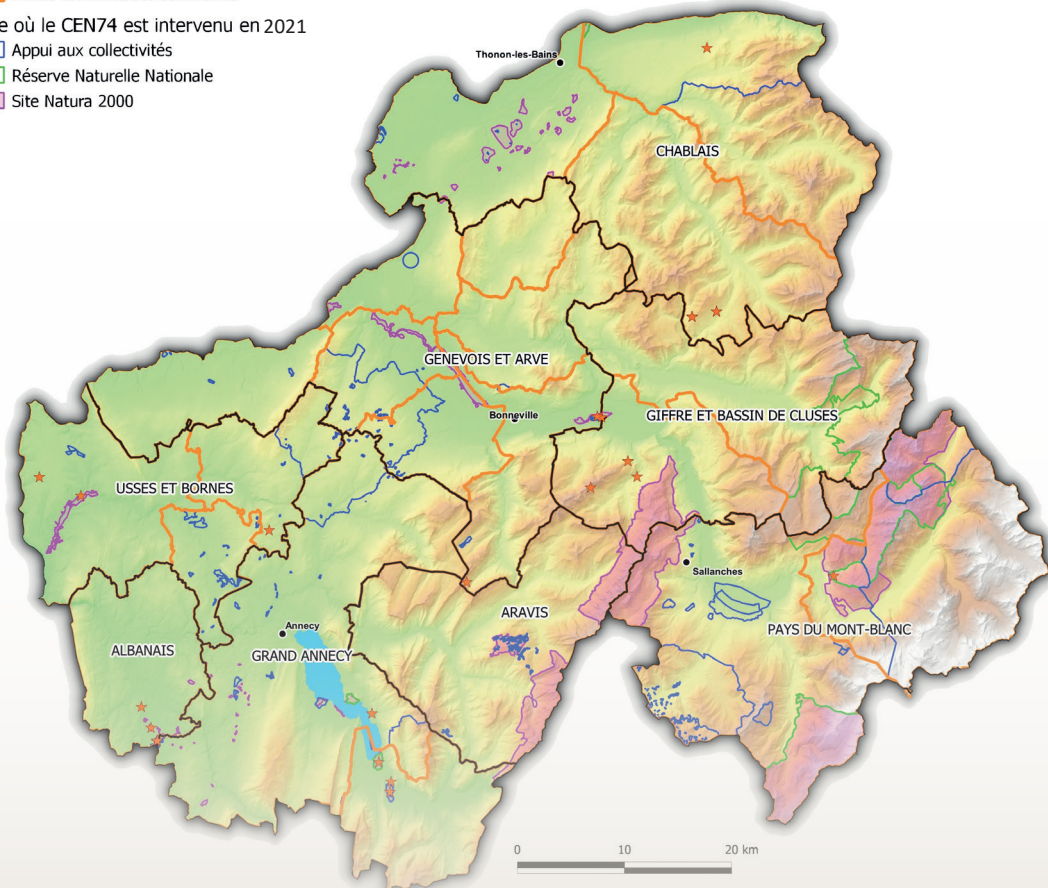 e où le CEN74 est intervenu en 2021
Appui aux collectivités
Réserve Naturelle Nationale
Site Natura 2000
Thonon-les-Bains
CHABLAIS
GENEVOIS ET ARVE
Bonneville
GIFFRE ET BASSIN DE CLUSES
USSES ET BORNES
Sallanches
ARAVIS
Annecy
PAYS DU MONT-BLANC
ALBANAIS
GRAND ANNECY
0 10 20 km